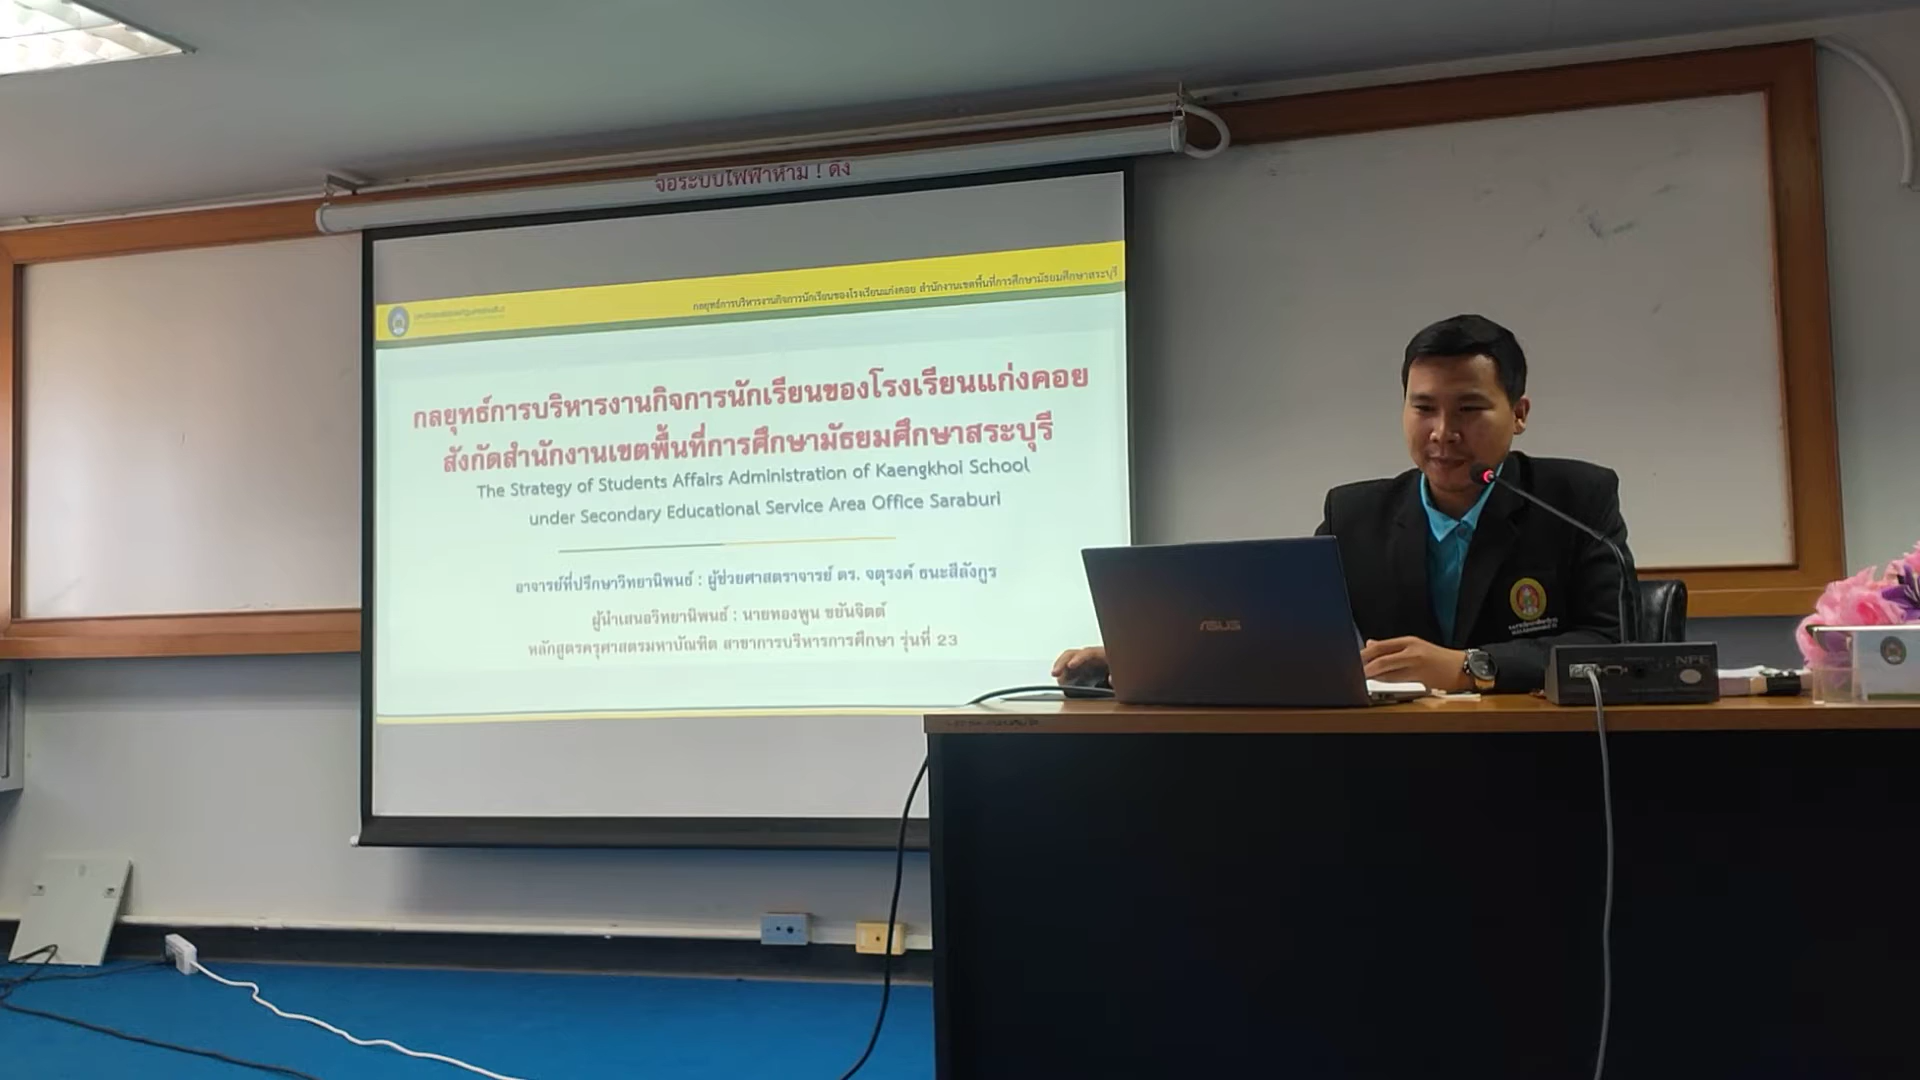 จอระบบไฟฟ้าห้าม ! ดึง
กลยุทธ์การบริหารงานกิจการนักเรียนของโรงเรียนแก่งคอย สำนักงานเขตพื้นที่การศึกษามัธยมศึกษาสระบุรี
กลยุทธ์การบริหารงานกิจการนักเรียนของโรงเรียนแก่งคอย
สังกัดสำนักงานเขตพื้นที่การศึกษามัธยมศึกษาสระบุรี
The Strategy of Students Affairs Administration of Kaengkhoi School
under Secondary Educational Service Area Office Saraburi
อาจารย์ที่ปรึกษาวิทยานิพนธ์ : ผู้ช่วยศาสตราจารย์ ดร. จตุรงค์ ธนะสีลังกูร
ผู้นำเสนอวิทยานิพนธ์ : นายทองพูน ขยันจิตต์
หลักสูตรครุศาสตรมหาบัณฑิต สาขาการบริหารการศึกษา รุ่นที่ 23
ASUS
NPE